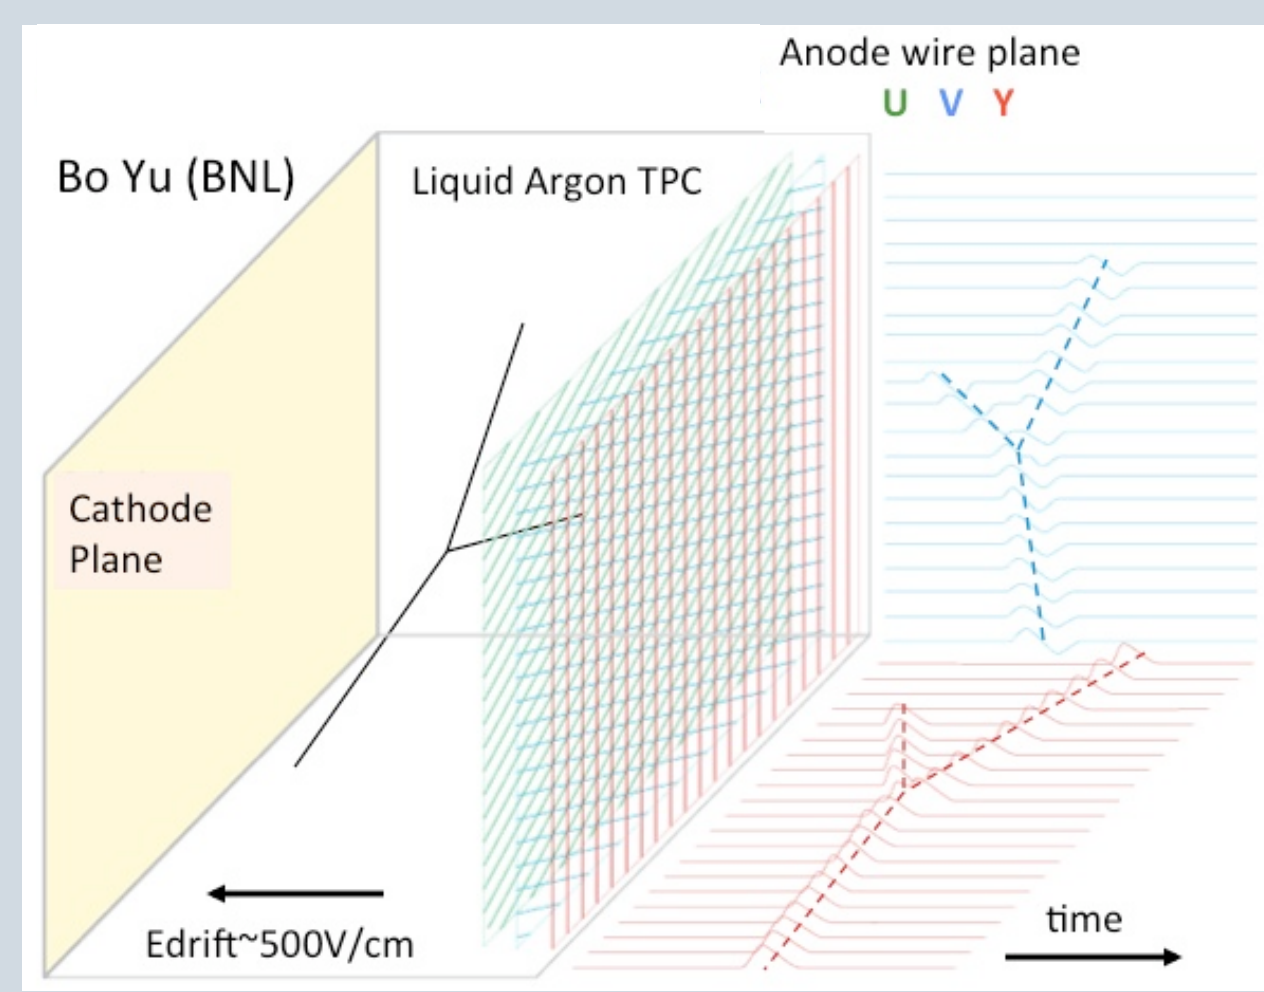 Anode wire plane
U V Y
Bo Yu (BNL)
Liquid Argon TPC
Cathode
Plane
Edrift~500V/cm
time